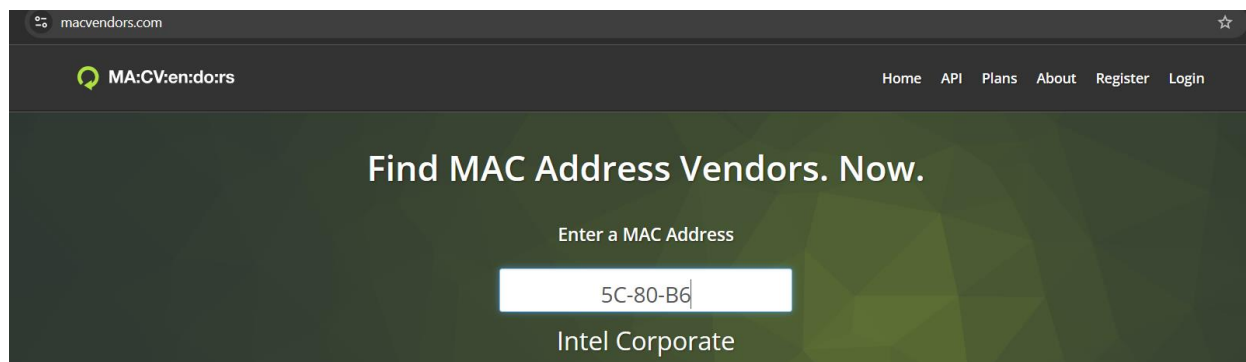 macvendors.com
MA:CV:en:do:rs
Home API Plans About Register Login
Find MAC Address Vendors. Now.
Enter a MAC Address
5C-80-B6
Intel Corporate